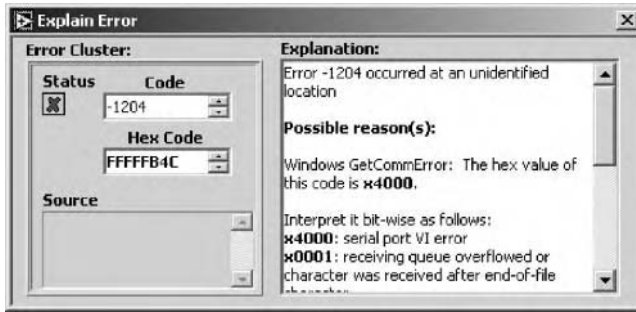 Explain Error
Error Cluster:
Status
Code
-1204
Hex Code
FFFFFB4C
Source
Explanation:
Error -1204 occurred at an unidentified
location
Possible reason(s):
Windows GetCommError: The hex value of
this code is x4000.
Interpret it bit-wise as follows:
x4000: serial port VI error
x0001: receiving queue overflowed or
character was received after end-of-file